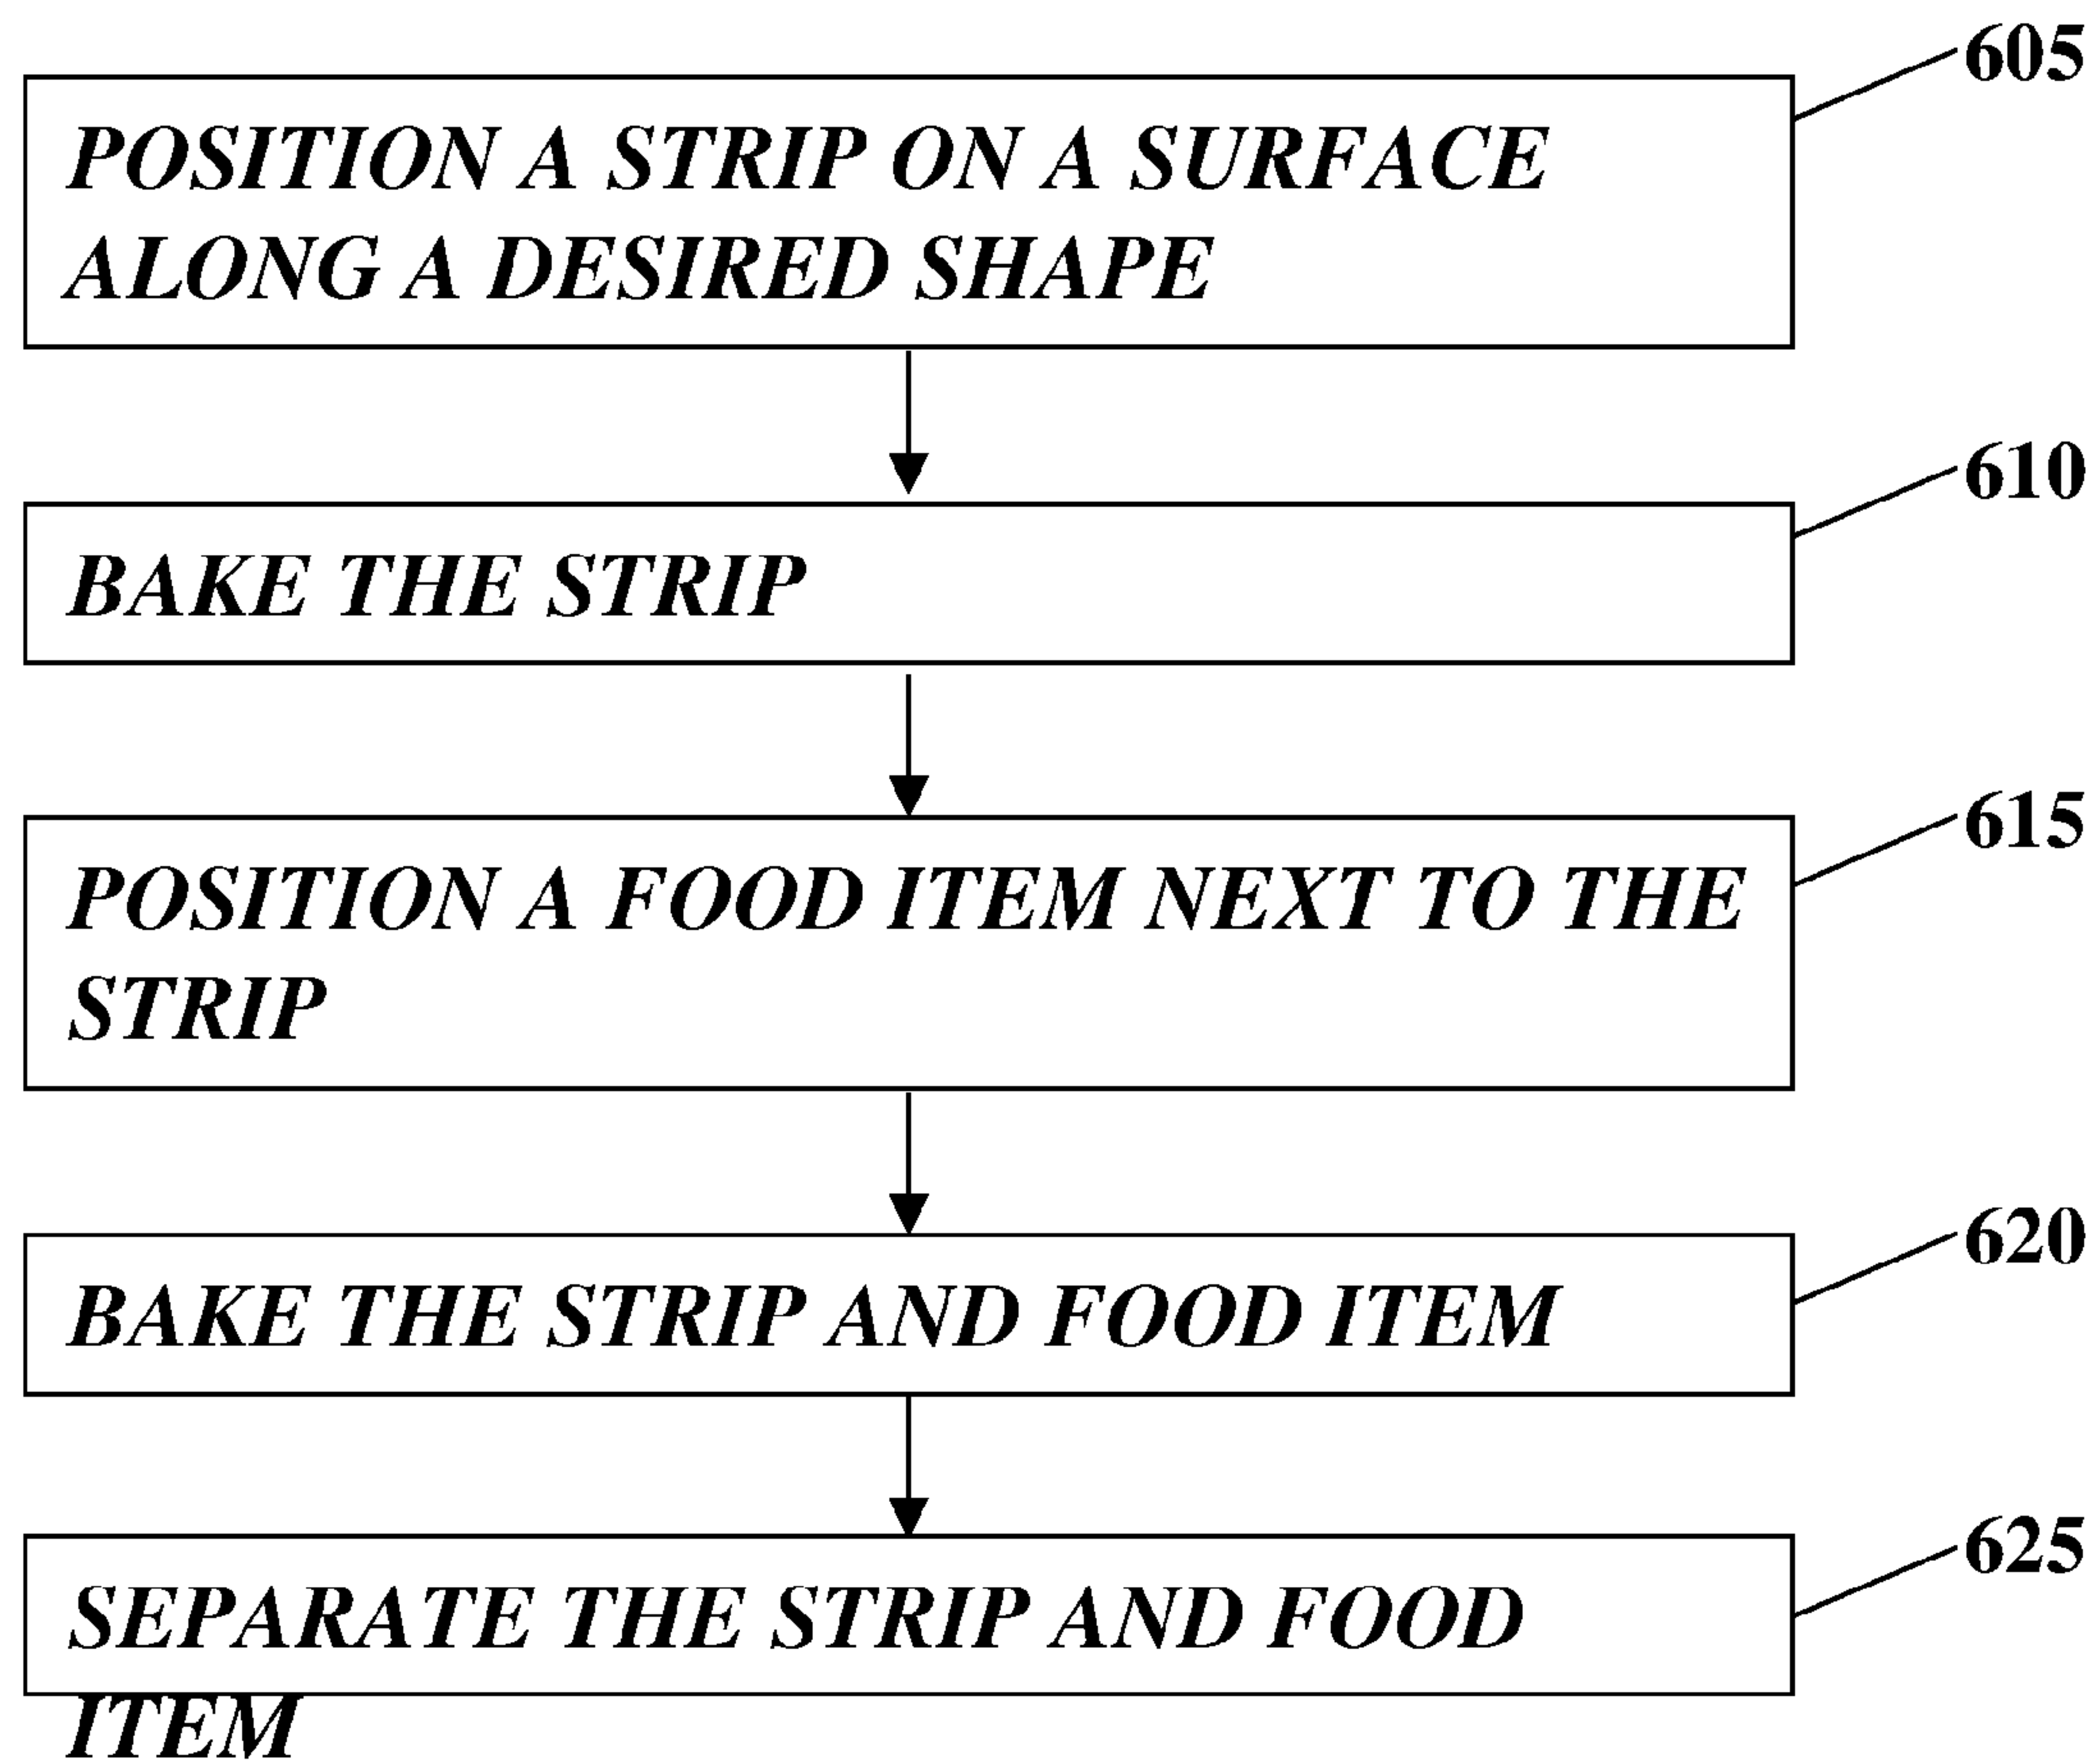 605
POSITION A STRIP ON A SURFACE
ALONG A DESIRED SHAPE
610
BAKE THE STRIP
615
POSITION A FOOD ITEM NEXT TO THE
STRIP
620
BAKE THE STRIP AND FOOD ITEM
625
SEPARATE THE STRIP AND FOOD
ITEM